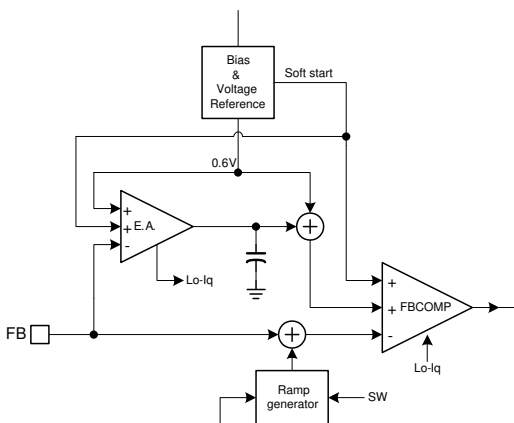 Bias
&
Voltage
Reference
Soft start
0.6V
+
+ E.A.
-
+
Lo-Iq
+
+ FBCOMP
-
FB
+
Lo-Iq
Ramp
generator
SW